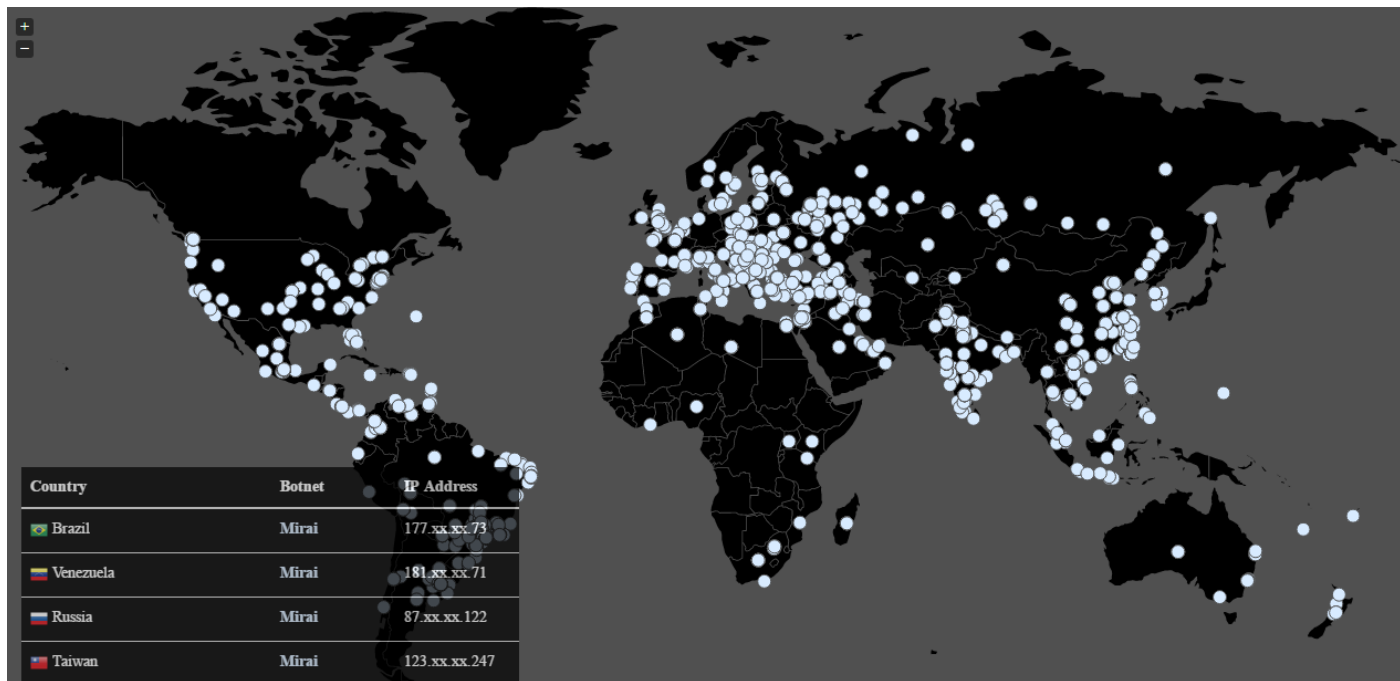 +
−
Country Botnet IP Address
Brazil Mirai 177.xx.xx.73
Venezuela Mirai 181.xx.xx.71
Russia Mirai 87.xx.xx.122
Taiwan Mirai 123.xx.xx.247